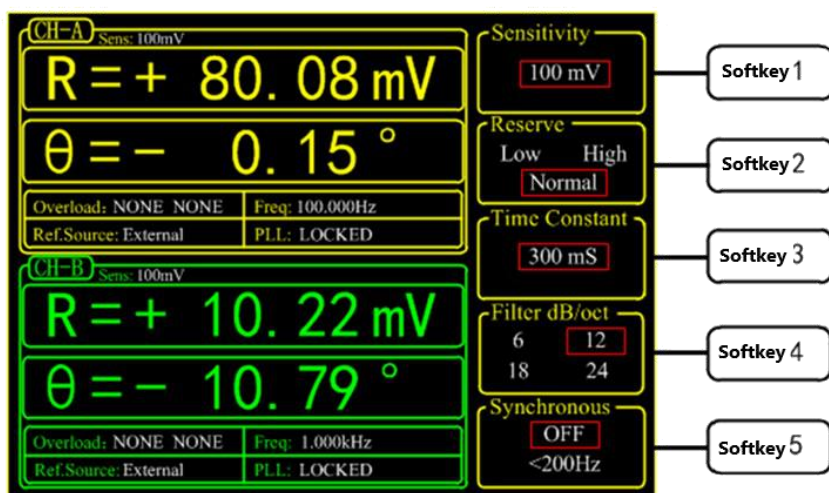 CH-A Sens: 100mV
R = + 80.08 mV
θ = - 0.15 °
Overload: NONE NONE Freq: 100.000Hz
Ref.Source: External PLL: LOCKED
CH-B Sens: 100mV
R = + 10.22 mV
θ = - 10.79 °
Overload: NONE NONE Freq: 1.000kHz
Ref.Source: External PLL: LOCKED
Sensitivity
100 mV
Reserve
Low High
Normal
Time Constant
300 mS
Filter dB/oct
6 12
18 24
Synchronous
OFF
<200Hz
Softkey 1
Softkey 2
Softkey 3
Softkey 4
Softkey 5